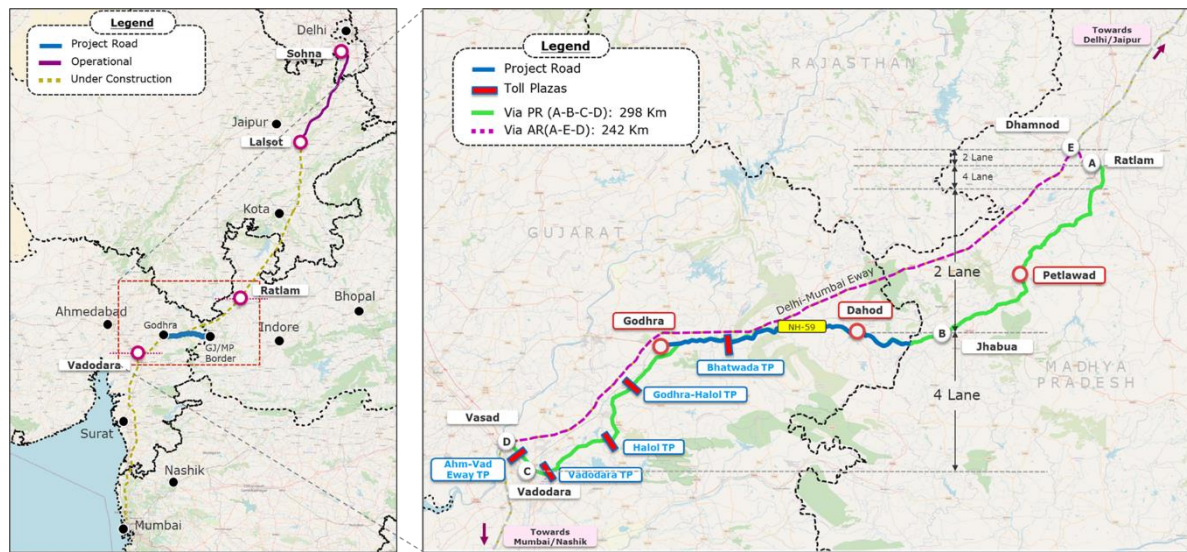 Legend
Project Road
Operational
Under Construction
Delhi
Sohna
Jaipur
Lalsot
Kota
Ratlam
Bhopal
Ahmedabad
Godhra
GJ/MP
Border
Indore
Vadodara
Surat
Nashik
Mumbai
Legend
Project Road
Toll Plazas
Via PR (A-B-C-D): 298 Km
Via AR(A-E-D): 242 Km
Towards
Delhi/Jaipur
RAJASTHAN
Dhamnod
E
2 Lane
A
Ratlam
4 Lane
GUJARAT
2 Lane
Petlawad
Delhi-Mumbai Eway
Godhra
NH-59
Dahod
B
Jhabua
Bhatwada TP
MADHYA
PRADESH
Godhra-Halol TP
4 Lane
Vasad
D
Halol TP
Ahm-Vad
Eway TP
C
Vadodara TP
Vadodara
Towards
Mumbai/Nashik